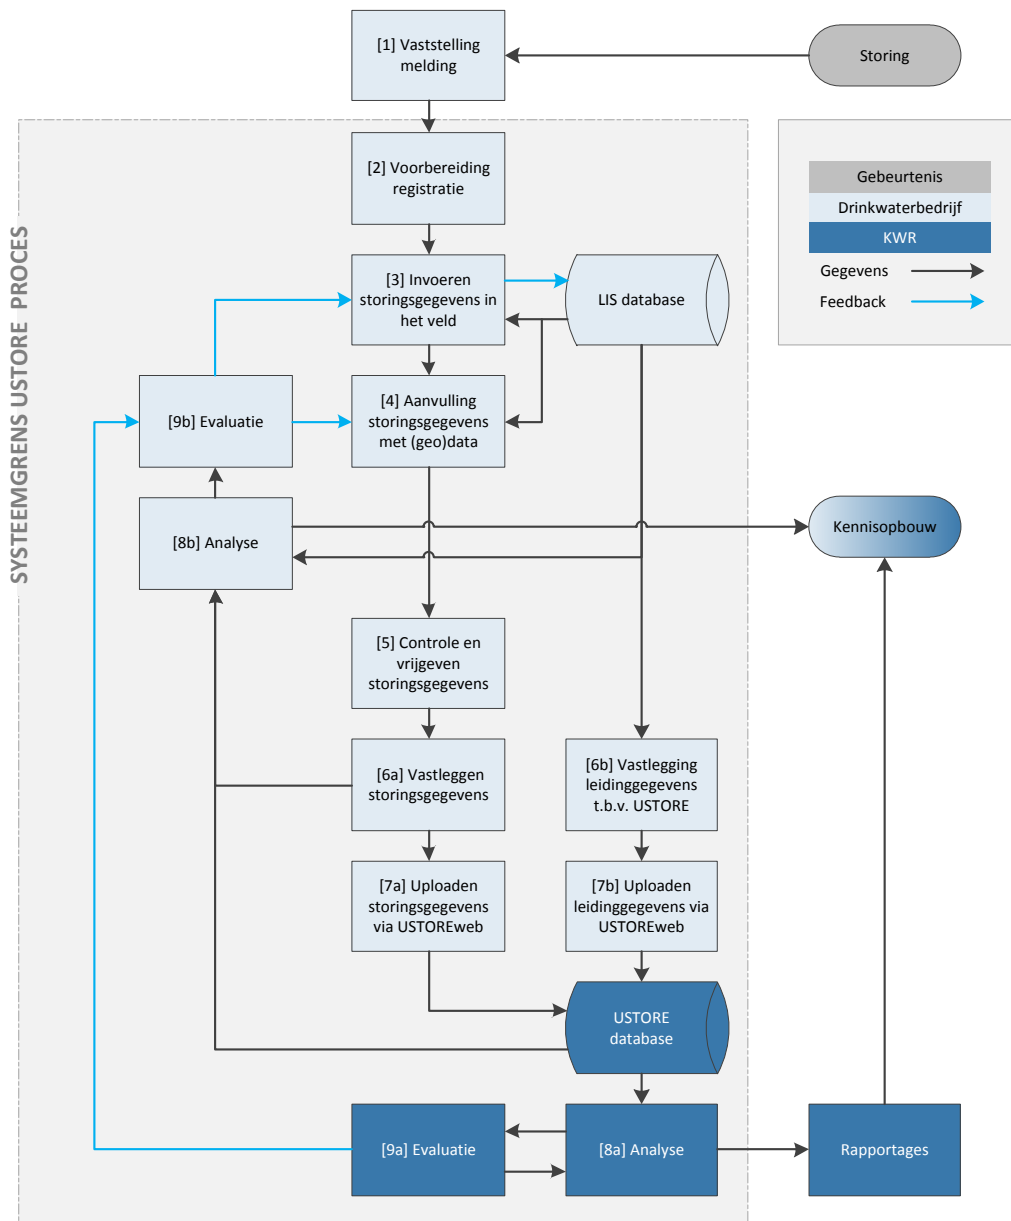 [1] Vaststelling
melding
Storing
SYSTEEMGRENS USTORE PROCES
[2] Voorbereiding
registratie
Gebeurtenis
Drinkwaterbedrijf
KWR
Gegevens
Feedback
[3] Invoeren
storingsgegevens in
het veld
LIS database
[9b] Evaluatie
[4] Aanvulling
storingsgegevens
met (geo)data
[8b] Analyse
Kennisopbouw
[5] Controle en
vrijgeven
storingsgegevens
[6a] Vastleggen
storingsgegevens
[6b] Vastlegging
leidinggegevens
t.b.v. USTORE
[7a] Uploaden
storingsgegevens
via USTOREweb
[7b] Uploaden
leidinggegevens via
USTOREweb
USTORE
database
[9a] Evaluatie
[8a] Analyse
Rapportages